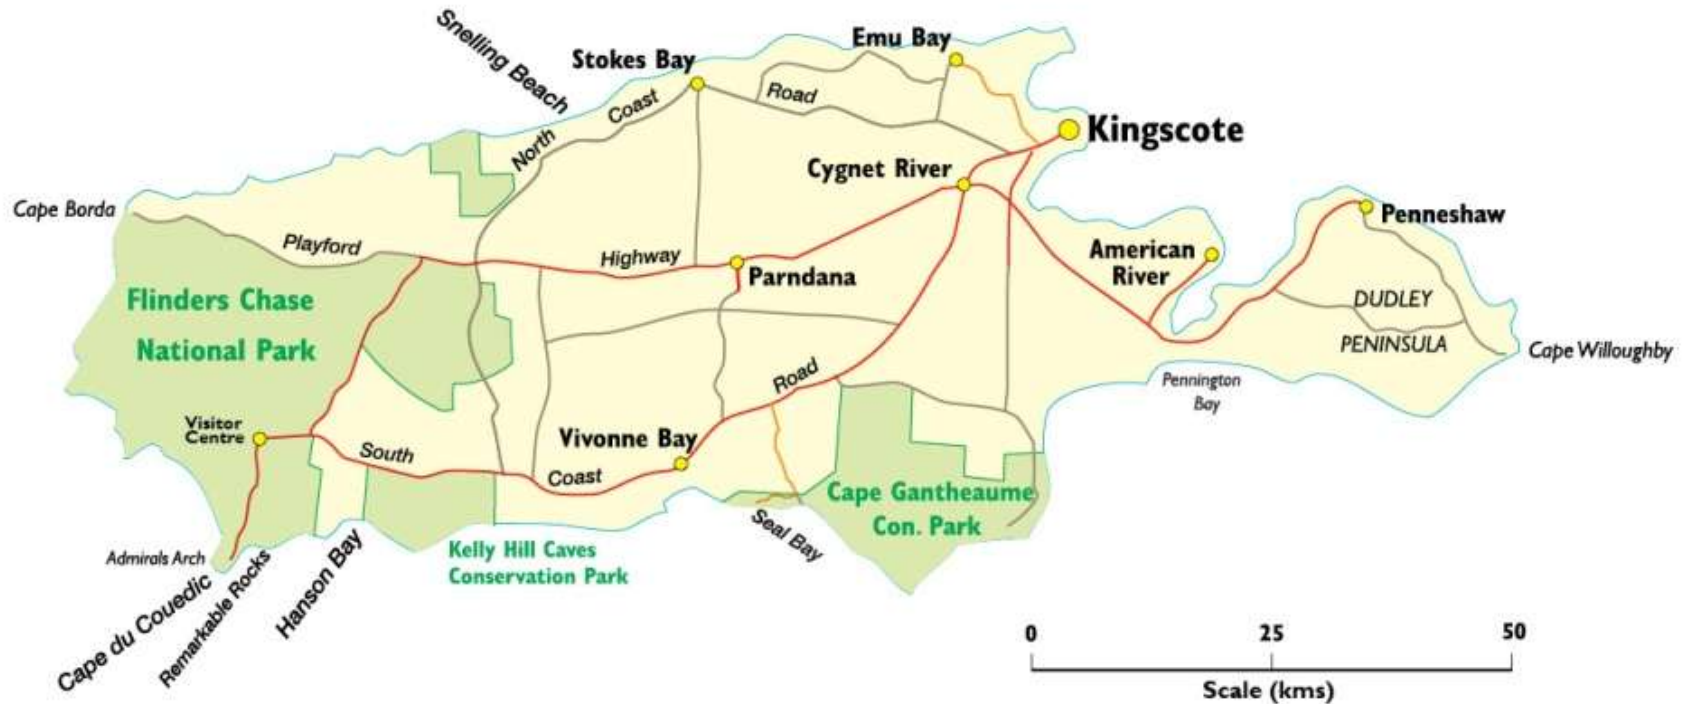 Snelling Beach
Stokes Bay
Emu Bay
Coast
Road
North
Kingscote
Cygnet River
Cape Borda
Playford
Highway
Penneshaw
American
River
Parndana
Flinders Chase
National Park
DUDLEY
PENINSULA
Cape Willoughby
Road
Pennington
Bay
Visitor
Centre
South
Vivonne Bay
Coast
Cape Gantheaume
Con. Park
Seal Bay
Admirals Arch
Cape du Couedic
Remarkable Rocks
Hanson Bay
Kelly Hill Caves
Conservation Park
0 25 50
Scale (kms)